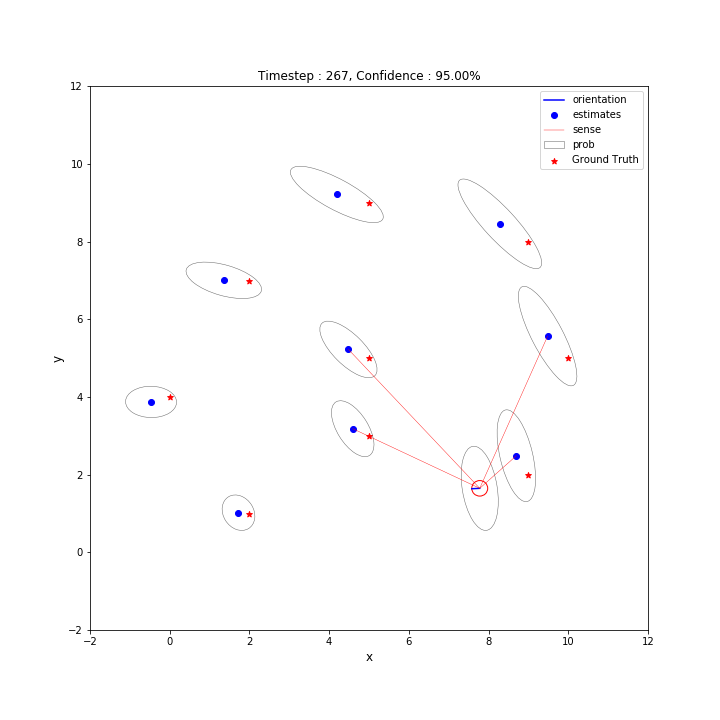 Timestep : 267, Confidence : 95.00%
orientation
estimates
sense
prob
Ground Truth
12
10
8
6
4
2
0
−2
y
−2 0 2 4 6 8 10 12
x